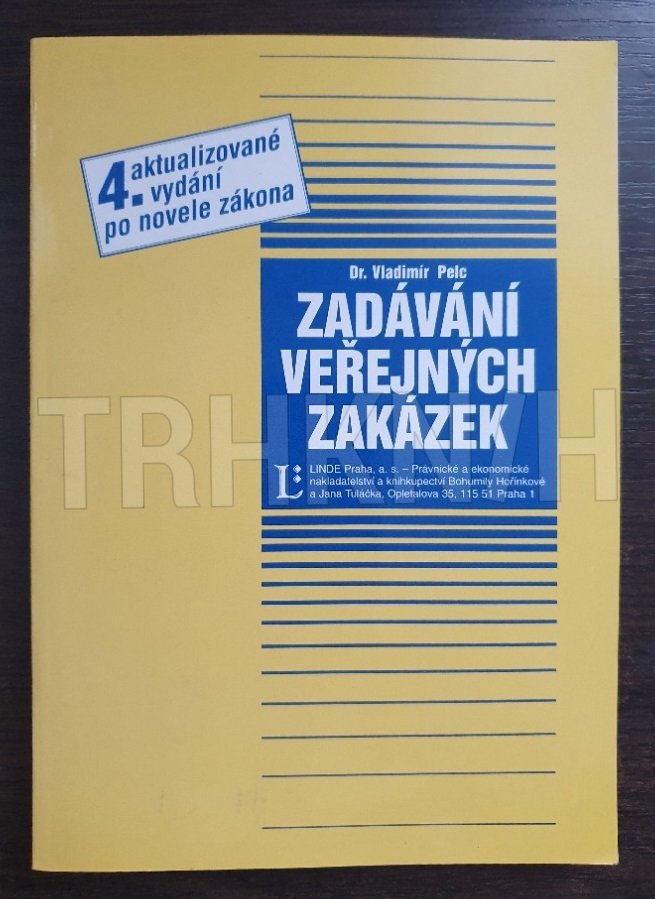 4. aktualizované
vydání
po novele zákona
Dr. Vladimír Pelc
ZADÁVÁNÍ
VEŘEJNÝCH
ZAKÁZEK
L:
LINDE Praha, a. s. – Právnické a ekonomické
nakladatelství a knihkupectví Bohumily Hořínkové
a Jana Tuláčka, Opletalova 35, 115 51 Praha 1
TRHKNIH